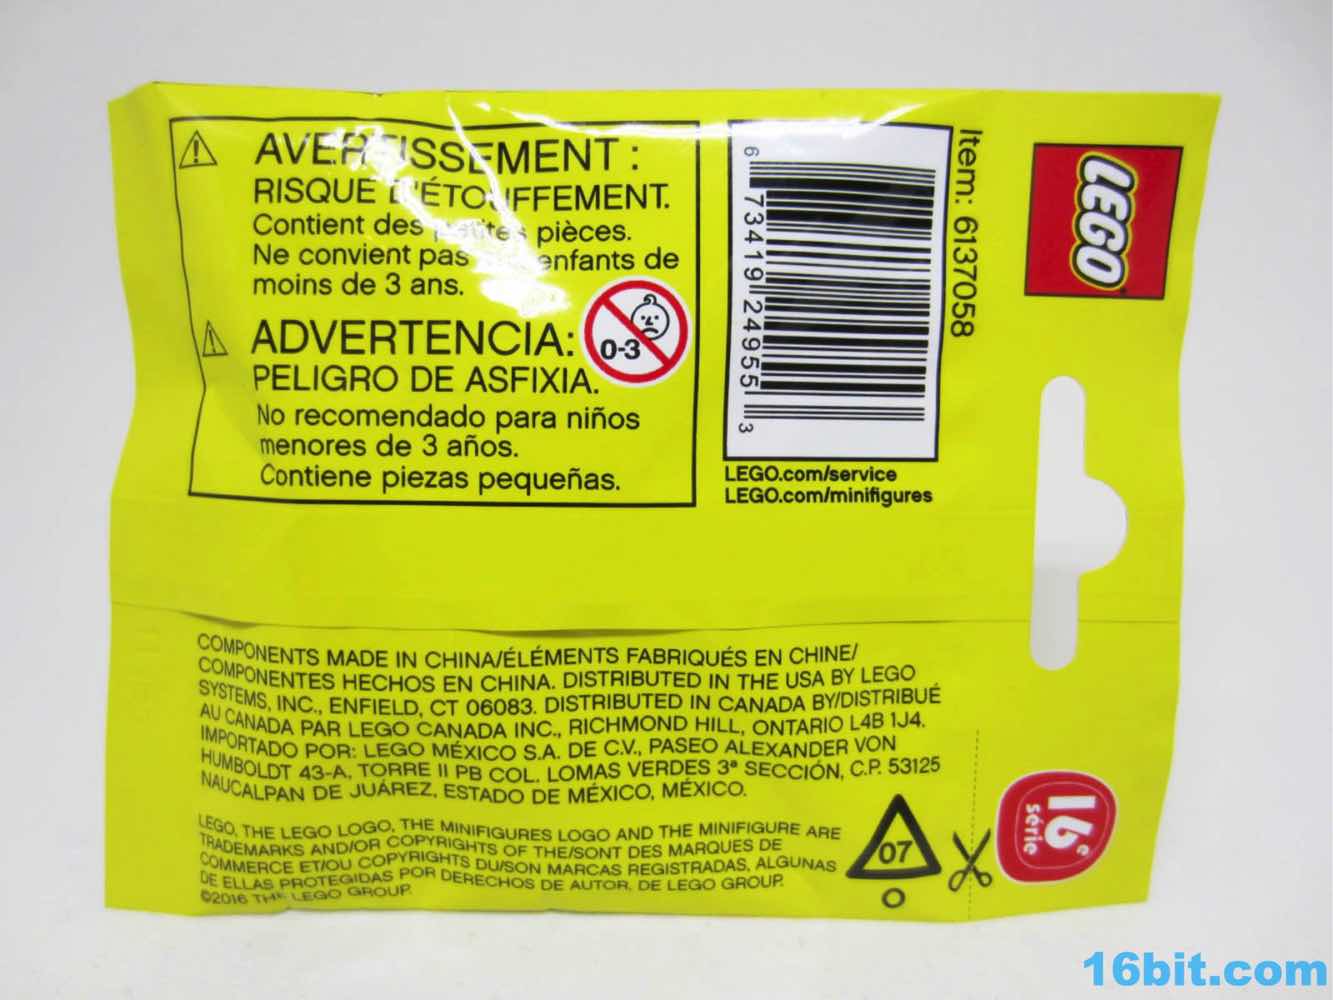 AVERTISSEMENT :
RISQUE D'ÉTOUFFEMENT.
Contient des petites pièces.
Ne convient pas enfants de
moins de 3 ans.
ADVERTENCIA:
PELIGRO DE ASFIXIA.
No recomendado para niños
menores de 3 años.
Contiene piezas pequeñas.
0-3
6 73419 24955 3
Item: 6137058
LEGO.com/service
LEGO.com/minifigures
LEGO
COMPONENTS MADE IN CHINA/ÉLÉMENTS FABRIQUÉS EN CHINE/
COMPONENTES HECHOS EN CHINA. DISTRIBUTED IN THE USA BY LEGO
SYSTEMS, INC., ENFIELD, CT 06083. DISTRIBUTED IN CANADA BY/DISTRIBUÉ
AU CANADA PAR LEGO CANADA INC., RICHMOND HILL, ONTARIO L4B 1J4.
IMPORTADO POR: LEGO MÉXICO S.A. DE C.V., PASEO ALEXANDER VON
HUMBOLDT 43-A, TORRE II PB COL. LOMAS VERDES 3ª SECCIÓN, C.P. 53125
NAUCALPAN DE JUÁREZ, ESTADO DE MÉXICO, MÉXICO.
LEGO, THE LEGO LOGO, THE MINIFIGURES LOGO AND THE MINIFIGURE ARE
TRADEMARKS AND/OR COPYRIGHTS OF THE/SONT DES MARQUES DE
COMMERCE ET/OU COPYRIGHTS DU/SON MARCAS REGISTRADAS, ALGUNAS
DE ELLAS PROTEGIDAS POR DERECHOS DE AUTOR, DE LEGO GROUP.
©2016 THE LEGO GROUP.
07
16e
série
16bit.com